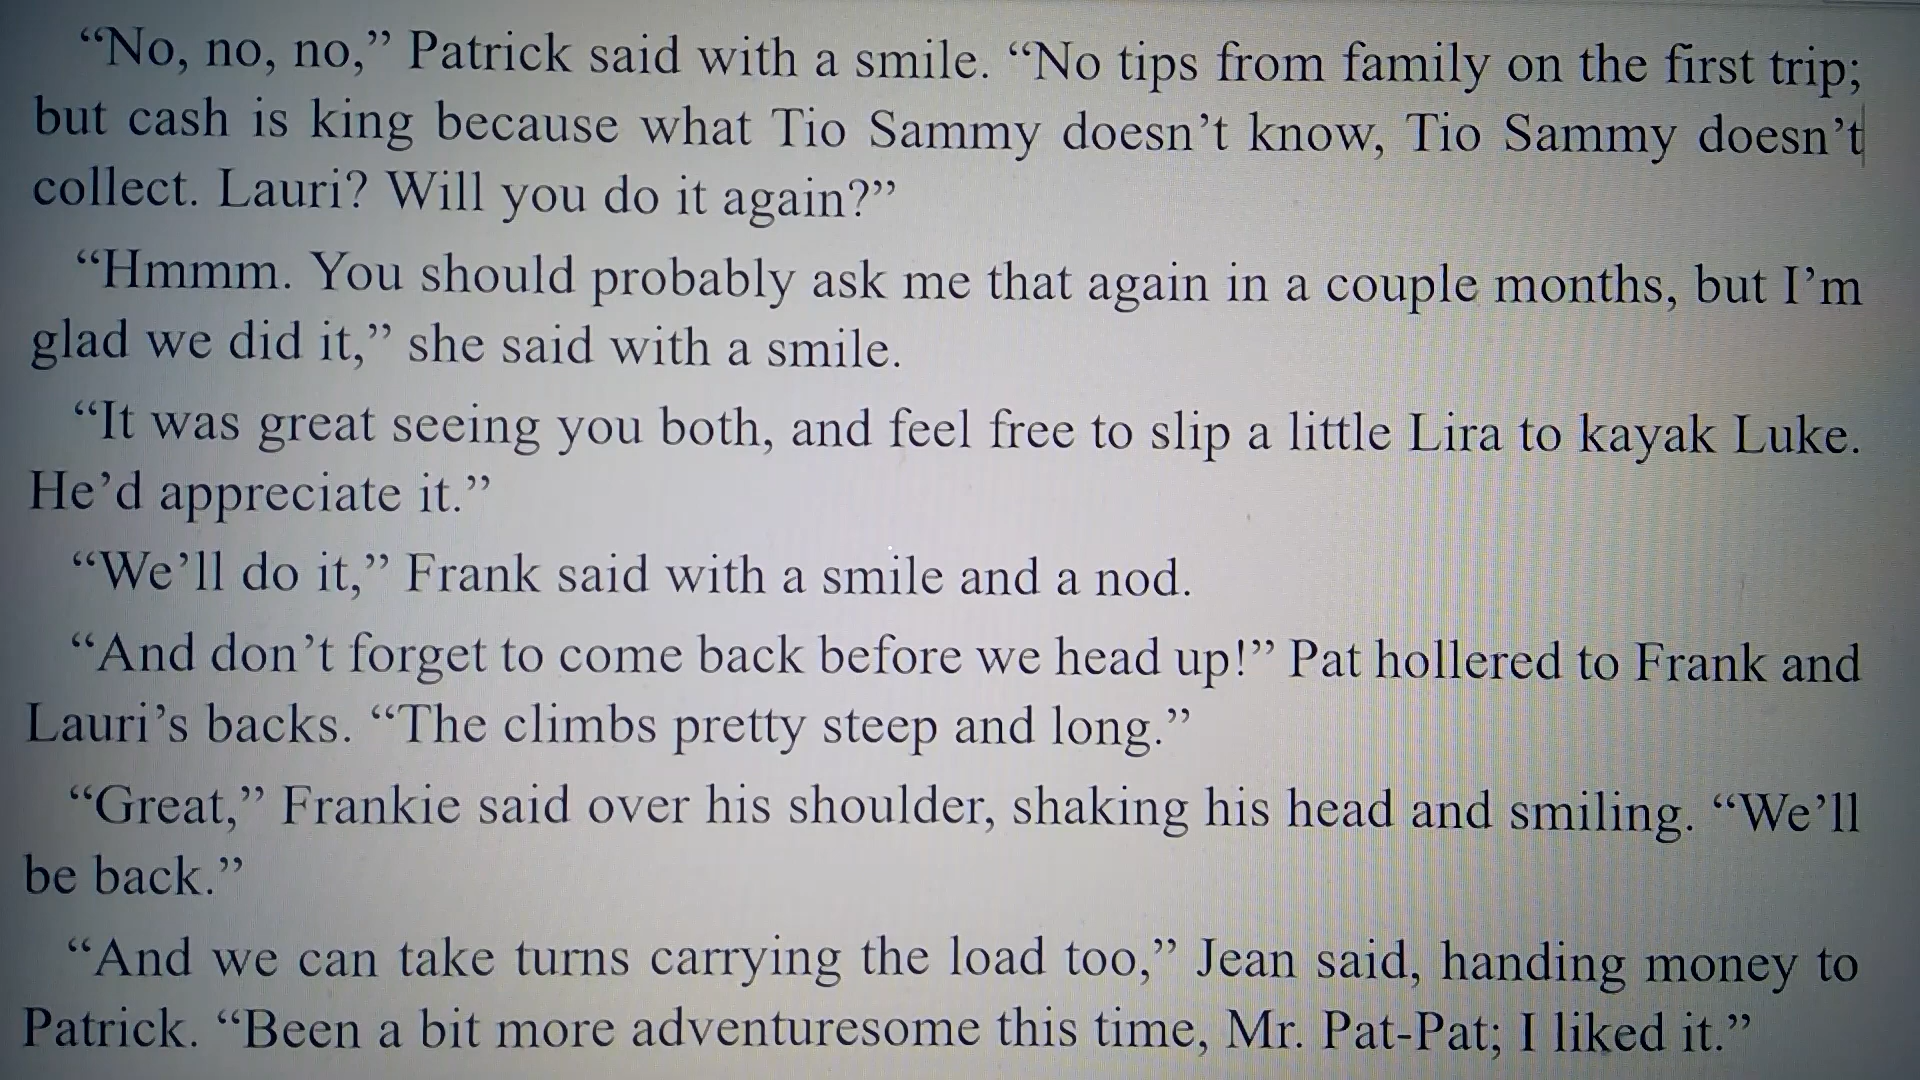 “No, no, no,” Patrick said with a smile. “No tips from family on the first trip;
but cash is king because what Tio Sammy doesn’t know, Tio Sammy doesn’t
collect. Lauri? Will you do it again?”
“Hmmm. You should probably ask me that again in a couple months, but I’m
glad we did it,” she said with a smile.
“It was great seeing you both, and feel free to slip a little Lira to kayak Luke.
He’d appreciate it.”
“We’ll do it,” Frank said with a smile and a nod.
“And don’t forget to come back before we head up!” Pat hollered to Frank and
Lauri’s backs. “The climbs pretty steep and long.”
“Great,” Frankie said over his shoulder, shaking his head and smiling. “We’ll
be back.”
“And we can take turns carrying the load too,” Jean said, handing money to
Patrick. “Been a bit more adventuresome this time, Mr. Pat-Pat; I liked it.”